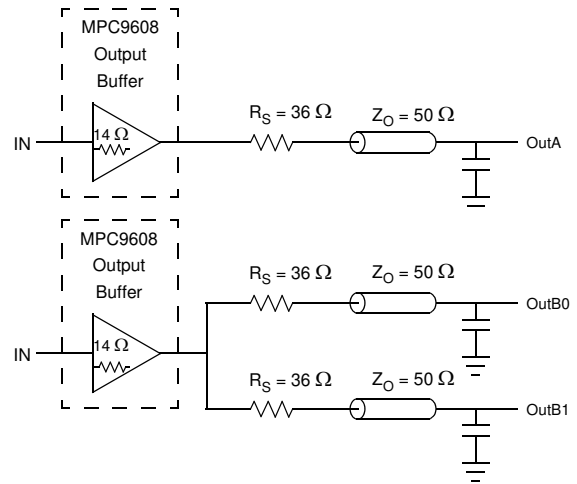 MPC9608
Output
Buffer
IN
14 Ω
R_S = 36 Ω
Z_O = 50 Ω
OutA
MPC9608
Output
Buffer
R_S = 36 Ω
Z_O = 50 Ω
OutB0
IN
14 Ω
R_S = 36 Ω
Z_O = 50 Ω
OutB1